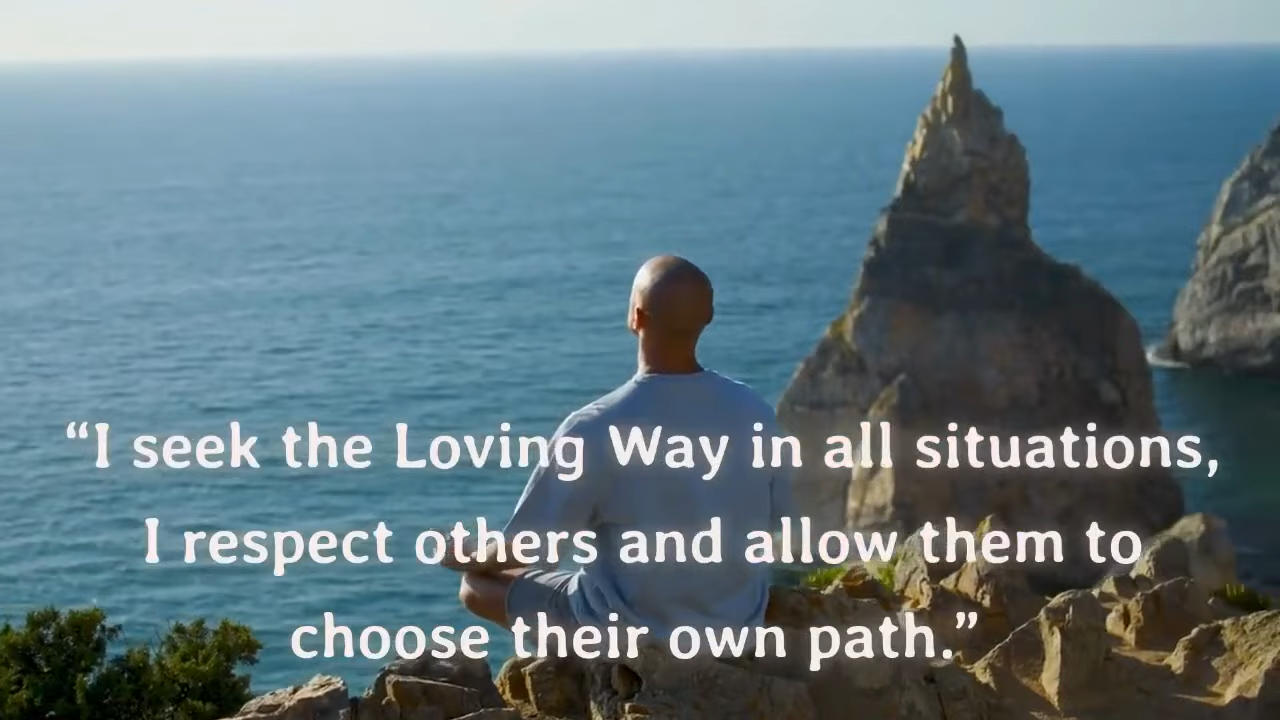 “I seek the Loving Way in all situations,
I respect others and allow them to
choose their own path.”